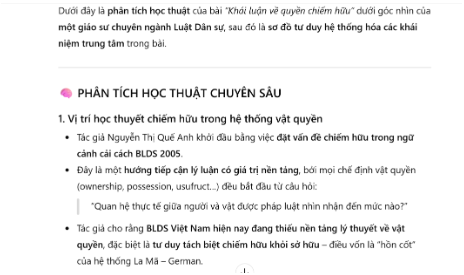 Dưới đây là phân tích học thuật của bài "Khái luận về quyền chiếm hữu" dưới góc nhìn của
một giáo sư chuyên ngành Luật Dân sự, sau đó là sơ đồ tư duy hệ thống hóa các khái
niệm trung tâm trong bài.
PHÂN TÍCH HỌC THUẬT CHUYÊN SÂU
1. Vị trí học thuyết chiếm hữu trong hệ thống vật quyền
• Tác giả Nguyễn Thị Quế Anh khởi đầu bằng việc đặt vấn đề chiếm hữu trong ngữ
cảnh cải cách BLDS 2005.
• Đây là một hướng tiếp cận lý luận có giá trị nền tảng, bởi mọi chế định vật quyền
(ownership, possession, usufruct...) đều bắt đầu từ câu hỏi:
"Quan hệ thực tế giữa người và vật được pháp luật nhìn nhận đến mức nào?"
• Tác giả cho rằng BLDS Việt Nam hiện nay đang thiếu nền tảng lý thuyết về vật
quyền, đặc biệt là tư duy tách biệt chiếm hữu khỏi sở hữu – điều vốn là "hồn cốt"
của hệ thống La Mã – German.